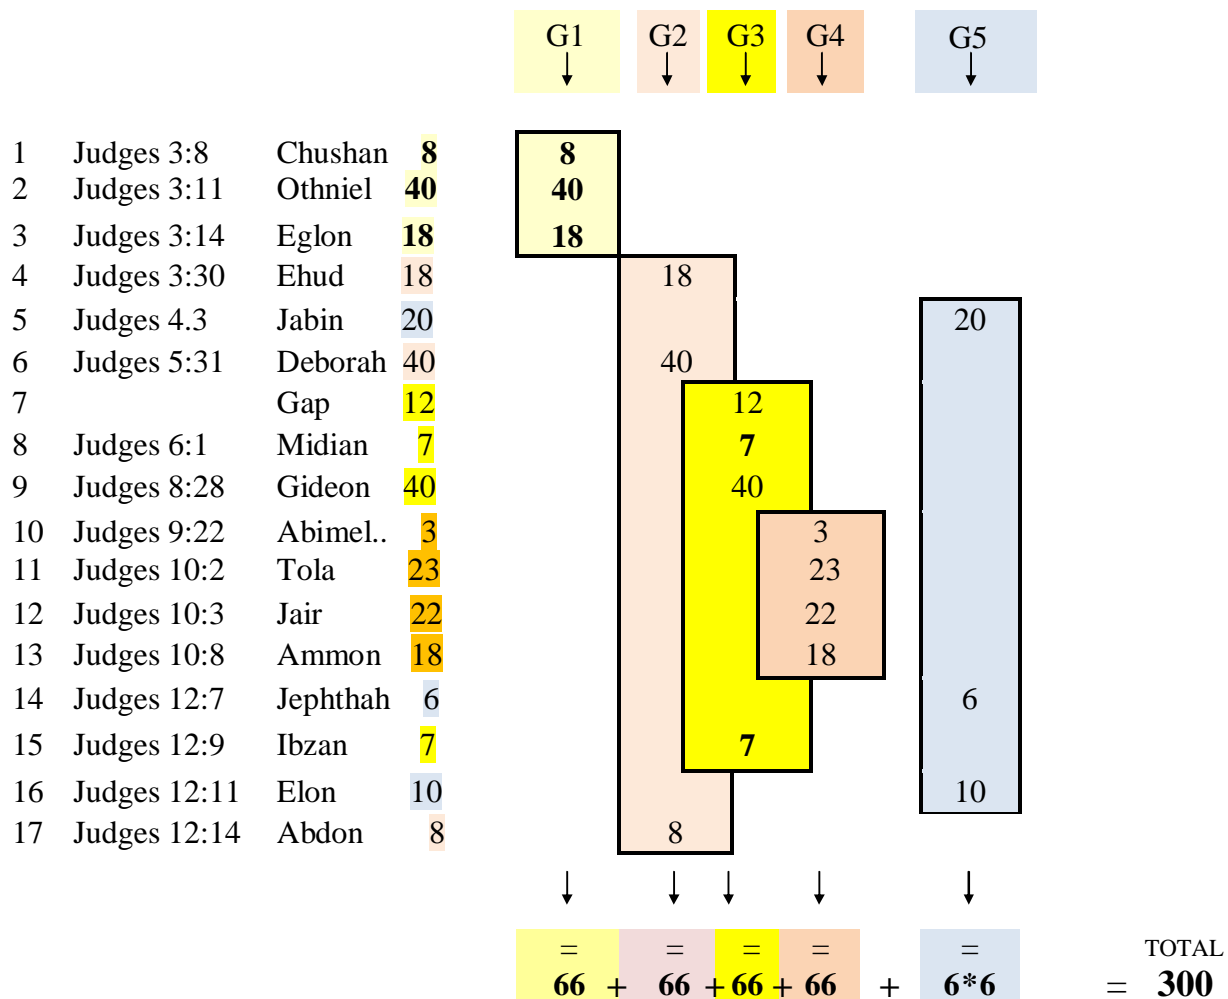 G1 G2 G3 G4 G5
↓ ↓ ↓ ↓ ↓
1 Judges 3:8 Chushan 8 8
2 Judges 3:11 Othniel 40 40
3 Judges 3:14 Eglon 18 18
4 Judges 3:30 Ehud 18 18
5 Judges 4.3 Jabin 20 20
6 Judges 5:31 Deborah 40 40
7 Gap 12 12
8 Judges 6:1 Midian 7 7
9 Judges 8:28 Gideon 40 40
10 Judges 9:22 Abimel.. 3 3
11 Judges 10:2 Tola 23 23
12 Judges 10:3 Jair 22 22
13 Judges 10:8 Ammon 18 18
14 Judges 12:7 Jephthah 6 6
15 Judges 12:9 Ibzan 7 7
16 Judges 12:11 Elon 10 10
17 Judges 12:14 Abdon 8 8
↓ ↓ ↓ ↓ ↓
= = = = = TOTAL
66 + 66 + 66 + 66 + 6*6 = 300